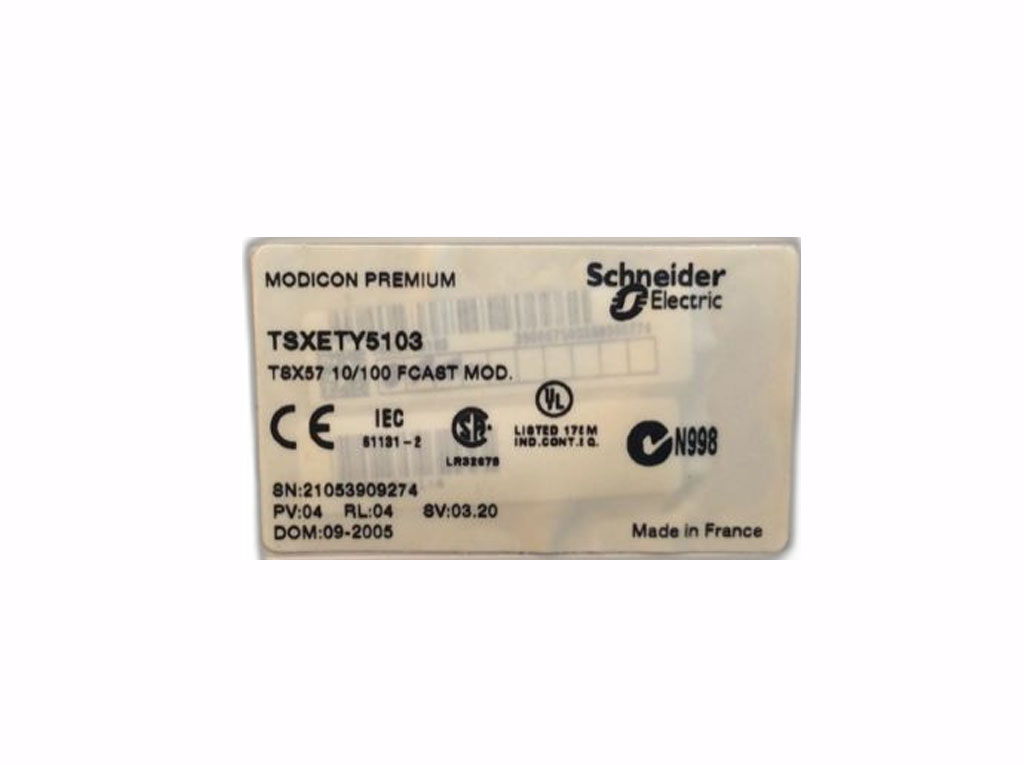 MODICON PREMIUM
Schneider
Electric
TSXETY5103
TSX57 10/100 FCAST MOD.
CE
IEC
61131-2
LR32678
UL
LISTED
IND.CONT.EQ.
N998
SN:21053909274
PV:04 RL:04 SV:03.20
DOM:09-2005
Made in France